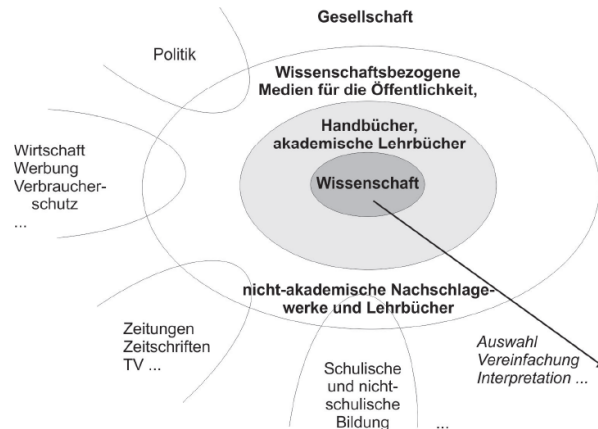 Gesellschaft
Politik
Wissenschaftsbezogene
Medien für die Öffentlichkeit,
Handbücher,
akademische Lehrbücher
Wissenschaft
Wirtschaft
Werbung
Verbraucher-
schutz
...
nicht-akademische Nachschlage-
werke und Lehrbücher
Zeitungen
Zeitschriften
TV ...
Schulische
und nicht-
schulische
Bildung
...
Auswahl
Vereinfachung
Interpretation ...